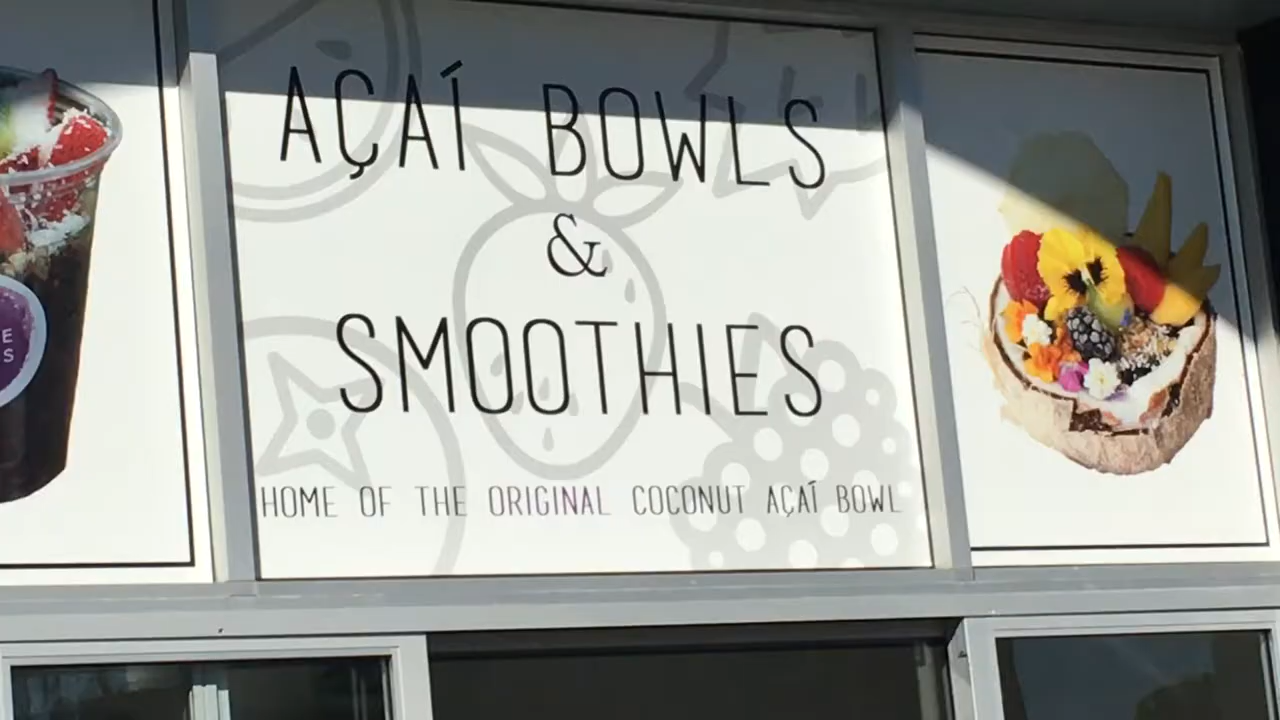 AÇAÍ BOWLS
&
SMOOTHIES
HOME OF THE ORIGINAL COCONUT AÇAÍ BOWL